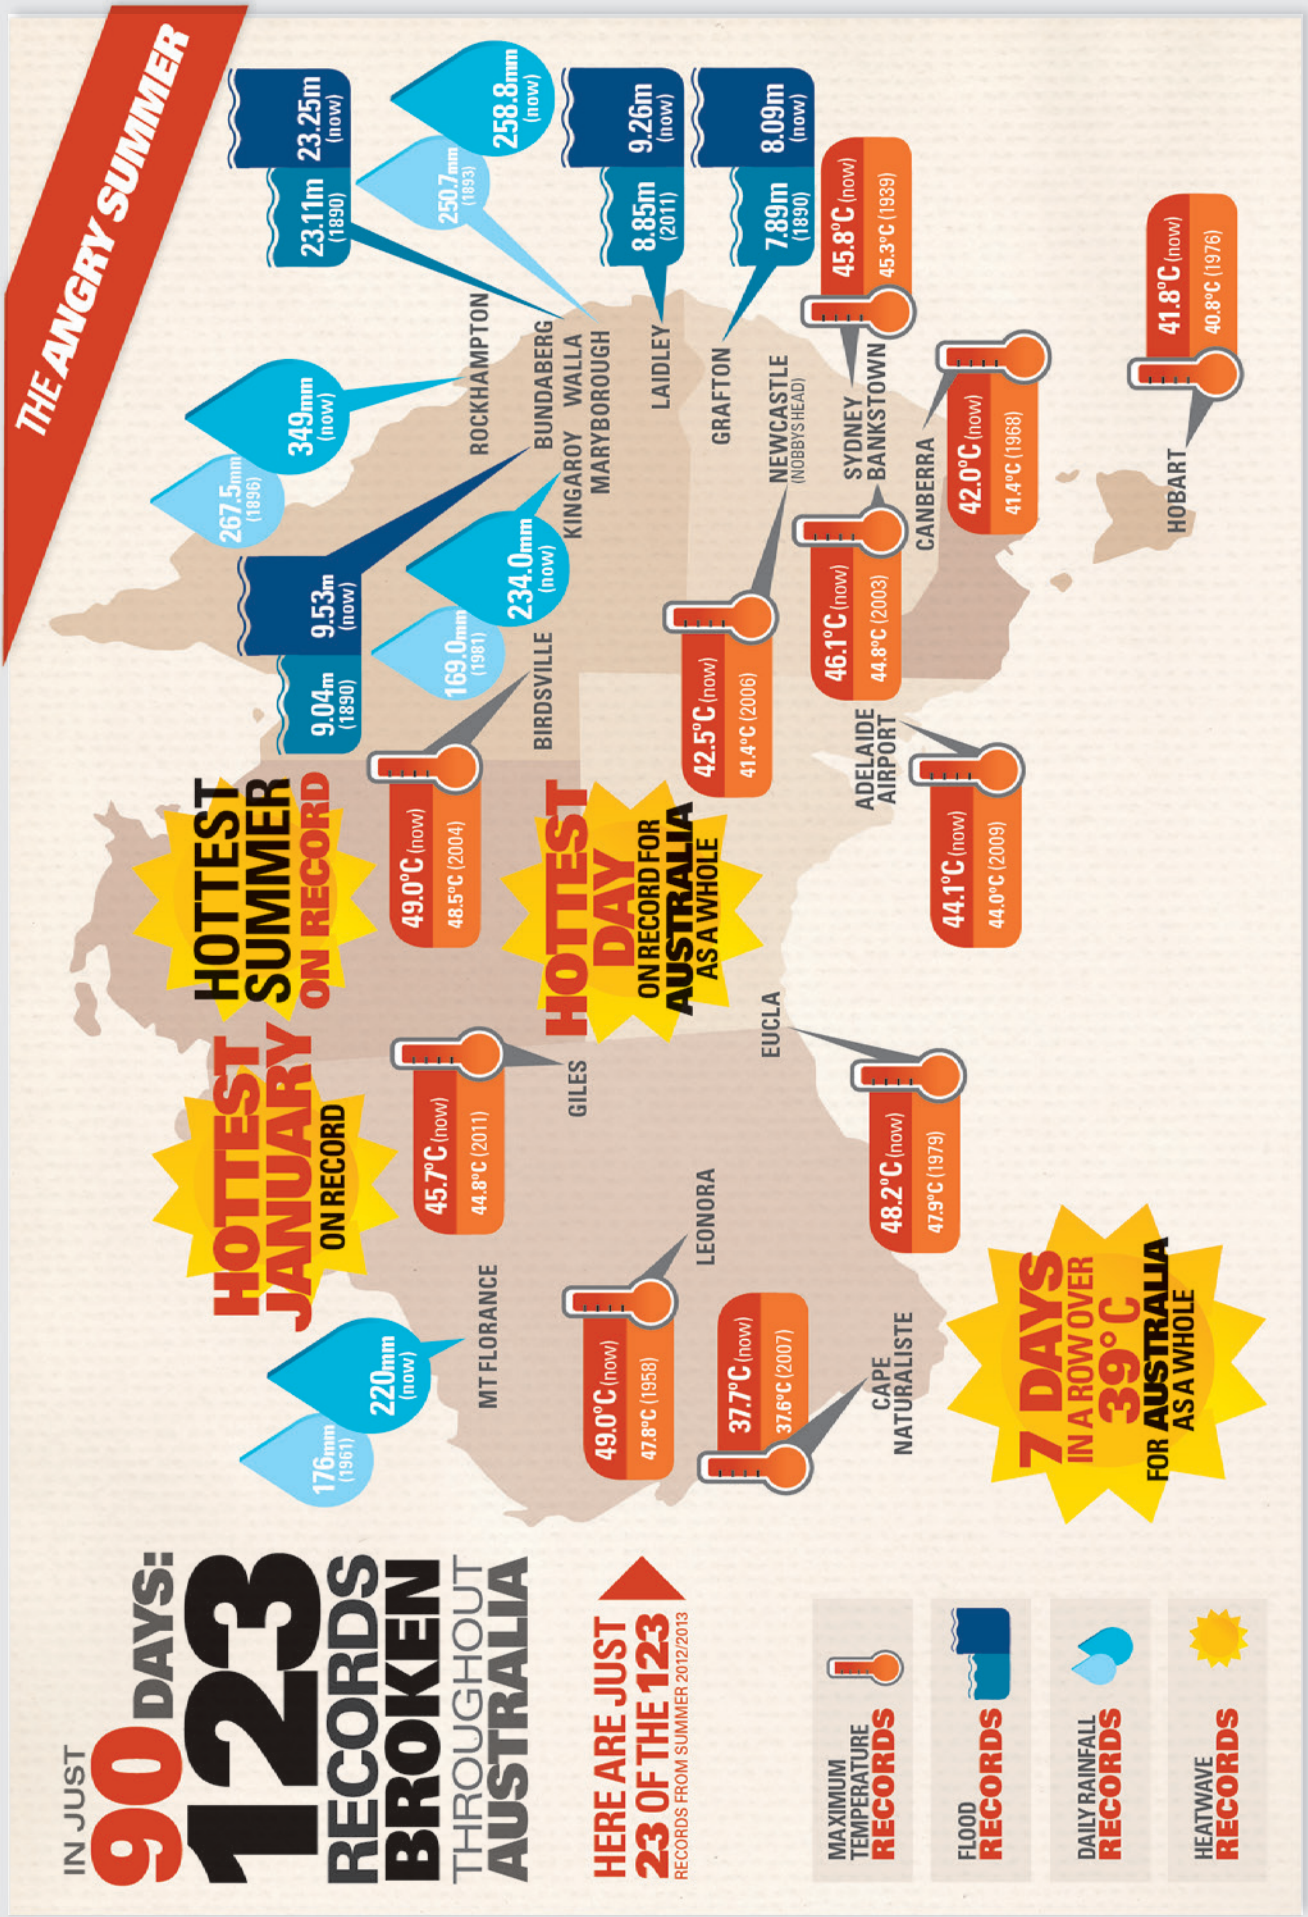 THE ANGRY SUMMER
IN JUST
90 DAYS:
123
RECORDS
BROKEN
THROUGHOUT
AUSTRALIA
HERE ARE JUST
23 OF THE 123
RECORDS FROM SUMMER 2012/2013
MAXIMUM
TEMPERATURE
RECORDS
FLOOD
RECORDS
DAILY RAINFALL
RECORDS
HEATWAVE
RECORDS
HOTTEST
JANUARY
ON RECORD
HOTTEST
SUMMER
ON RECORD
HOTTEST
DAY
ON RECORD FOR
AUSTRALIA
AS A WHOLE
7 DAYS
IN A ROW OVER
39°C
FOR AUSTRALIA
AS A WHOLE
176mm
(1961)
220mm
(now)
MT FLORANCE
45.7°C (now)
44.8°C (2011)
GILES
49.0°C (now)
47.8°C (1958)
LEONORA
37.7°C (now)
37.6°C (2007)
CAPE
NATURALISTE
48.2°C (now)
47.9°C (1979)
EUCLA
49.0°C (now)
48.5°C (2004)
BIRDSVILLE
44.1°C (now)
44.0°C (2009)
ADELAIDE
AIRPORT
9.04m
(1890)
9.53m
(now)
BUNDABERG
267.5mm
(1896)
349mm
(now)
ROCKHAMPTON
169.0mm
(1981)
234.0mm
(now)
KINGAROY
23.11m
(1890)
23.25m
(now)
WALLA
250.7mm
(1893)
258.8mm
(now)
MARYBOROUGH
8.85m
(2011)
9.26m
(now)
LAIDLEY
7.89m
(1890)
8.09m
(now)
GRAFTON
42.5°C (now)
41.4°C (2006)
NEWCASTLE
(NOBBYS HEAD)
45.8°C (now)
45.3°C (1939)
SYDNEY
46.1°C (now)
44.8°C (2003)
BANKSTOWN
42.0°C (now)
41.4°C (1968)
CANBERRA
41.8°C (now)
40.8°C (1976)
HOBART